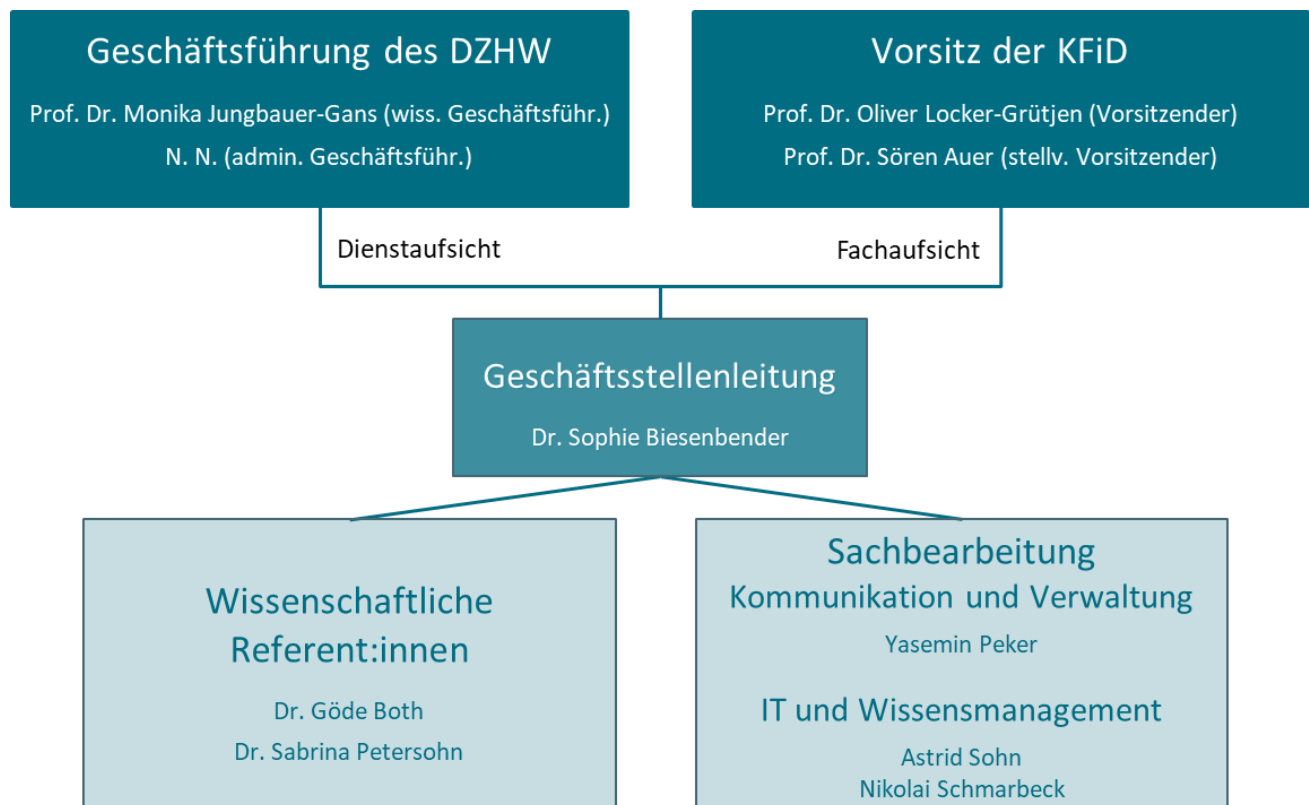 Geschäftsführung des DZHW
Prof. Dr. Monika Jungbauer-Gans (wiss. Geschäftsführ.)
N. N. (admin. Geschäftsführ.)
Vorsitz der KFiD
Prof. Dr. Oliver Locker-Grütjen (Vorsitzender)
Prof. Dr. Sören Auer (stellv. Vorsitzender)
Dienstaufsicht
Fachaufsicht
Geschäftsstellenleitung
Dr. Sophie Biesenbender
Wissenschaftliche
Referent:innen
Dr. Göde Both
Dr. Sabrina Petersohn
Sachbearbeitung
Kommunikation und Verwaltung
Yasemin Peker
IT und Wissensmanagement
Astrid Sohn
Nikolai Schmarbeck